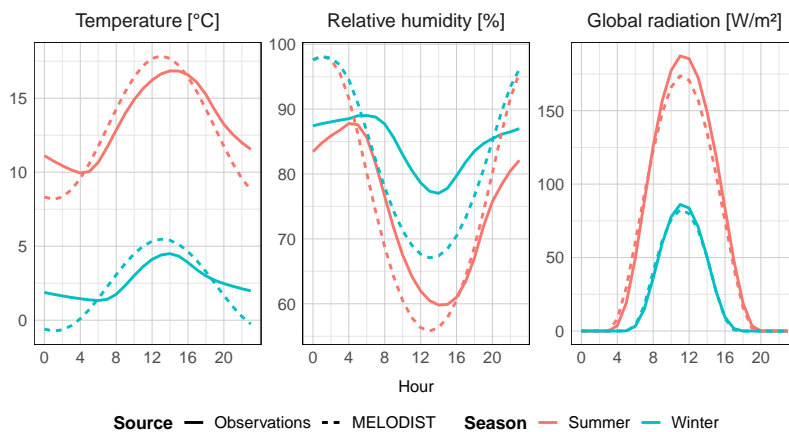 Temperature [°C]
Relative humidity [%]
Global radiation [W/m²]
15
10
5
0
100
90
80
70
60
150
100
50
0
0 4 8 12 16 20
0 4 8 12 16 20
0 4 8 12 16 20
Hour
Source Observations MELODIST Season Summer Winter